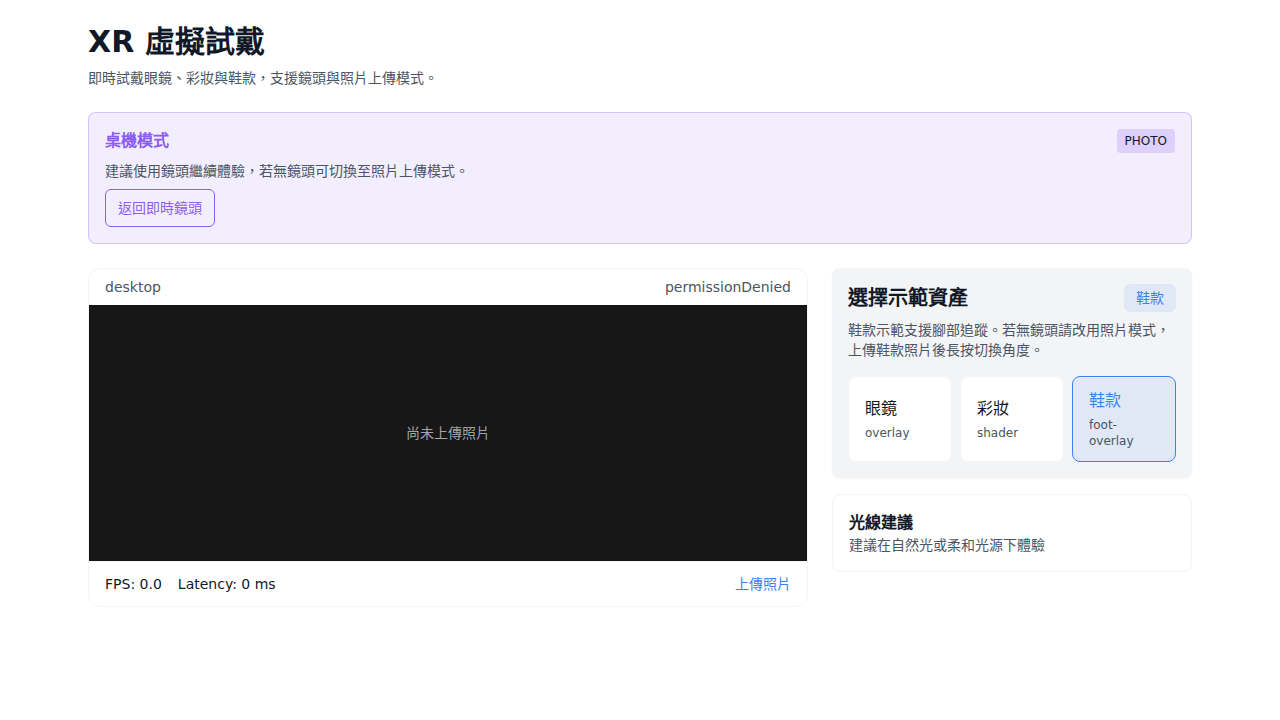 XR 虛擬試戴
即時試戴眼鏡、彩妝與鞋款，支援鏡頭與照片上傳模式。
桌機模式
PHOTO
建議使用鏡頭繼續體驗，若無鏡頭可切換至照片上傳模式。
返回即時鏡頭
desktop
permissionDenied
尚未上傳照片
FPS: 0.0
Latency: 0 ms
上傳照片
選擇示範資產
鞋款
鞋款示範支援腳部追蹤。若無鏡頭請改用照片模式，
上傳鞋款照片後長按切換角度。
眼鏡
overlay
彩妝
shader
鞋款
foot-
overlay
光線建議
建議在自然光或柔和光源下體驗